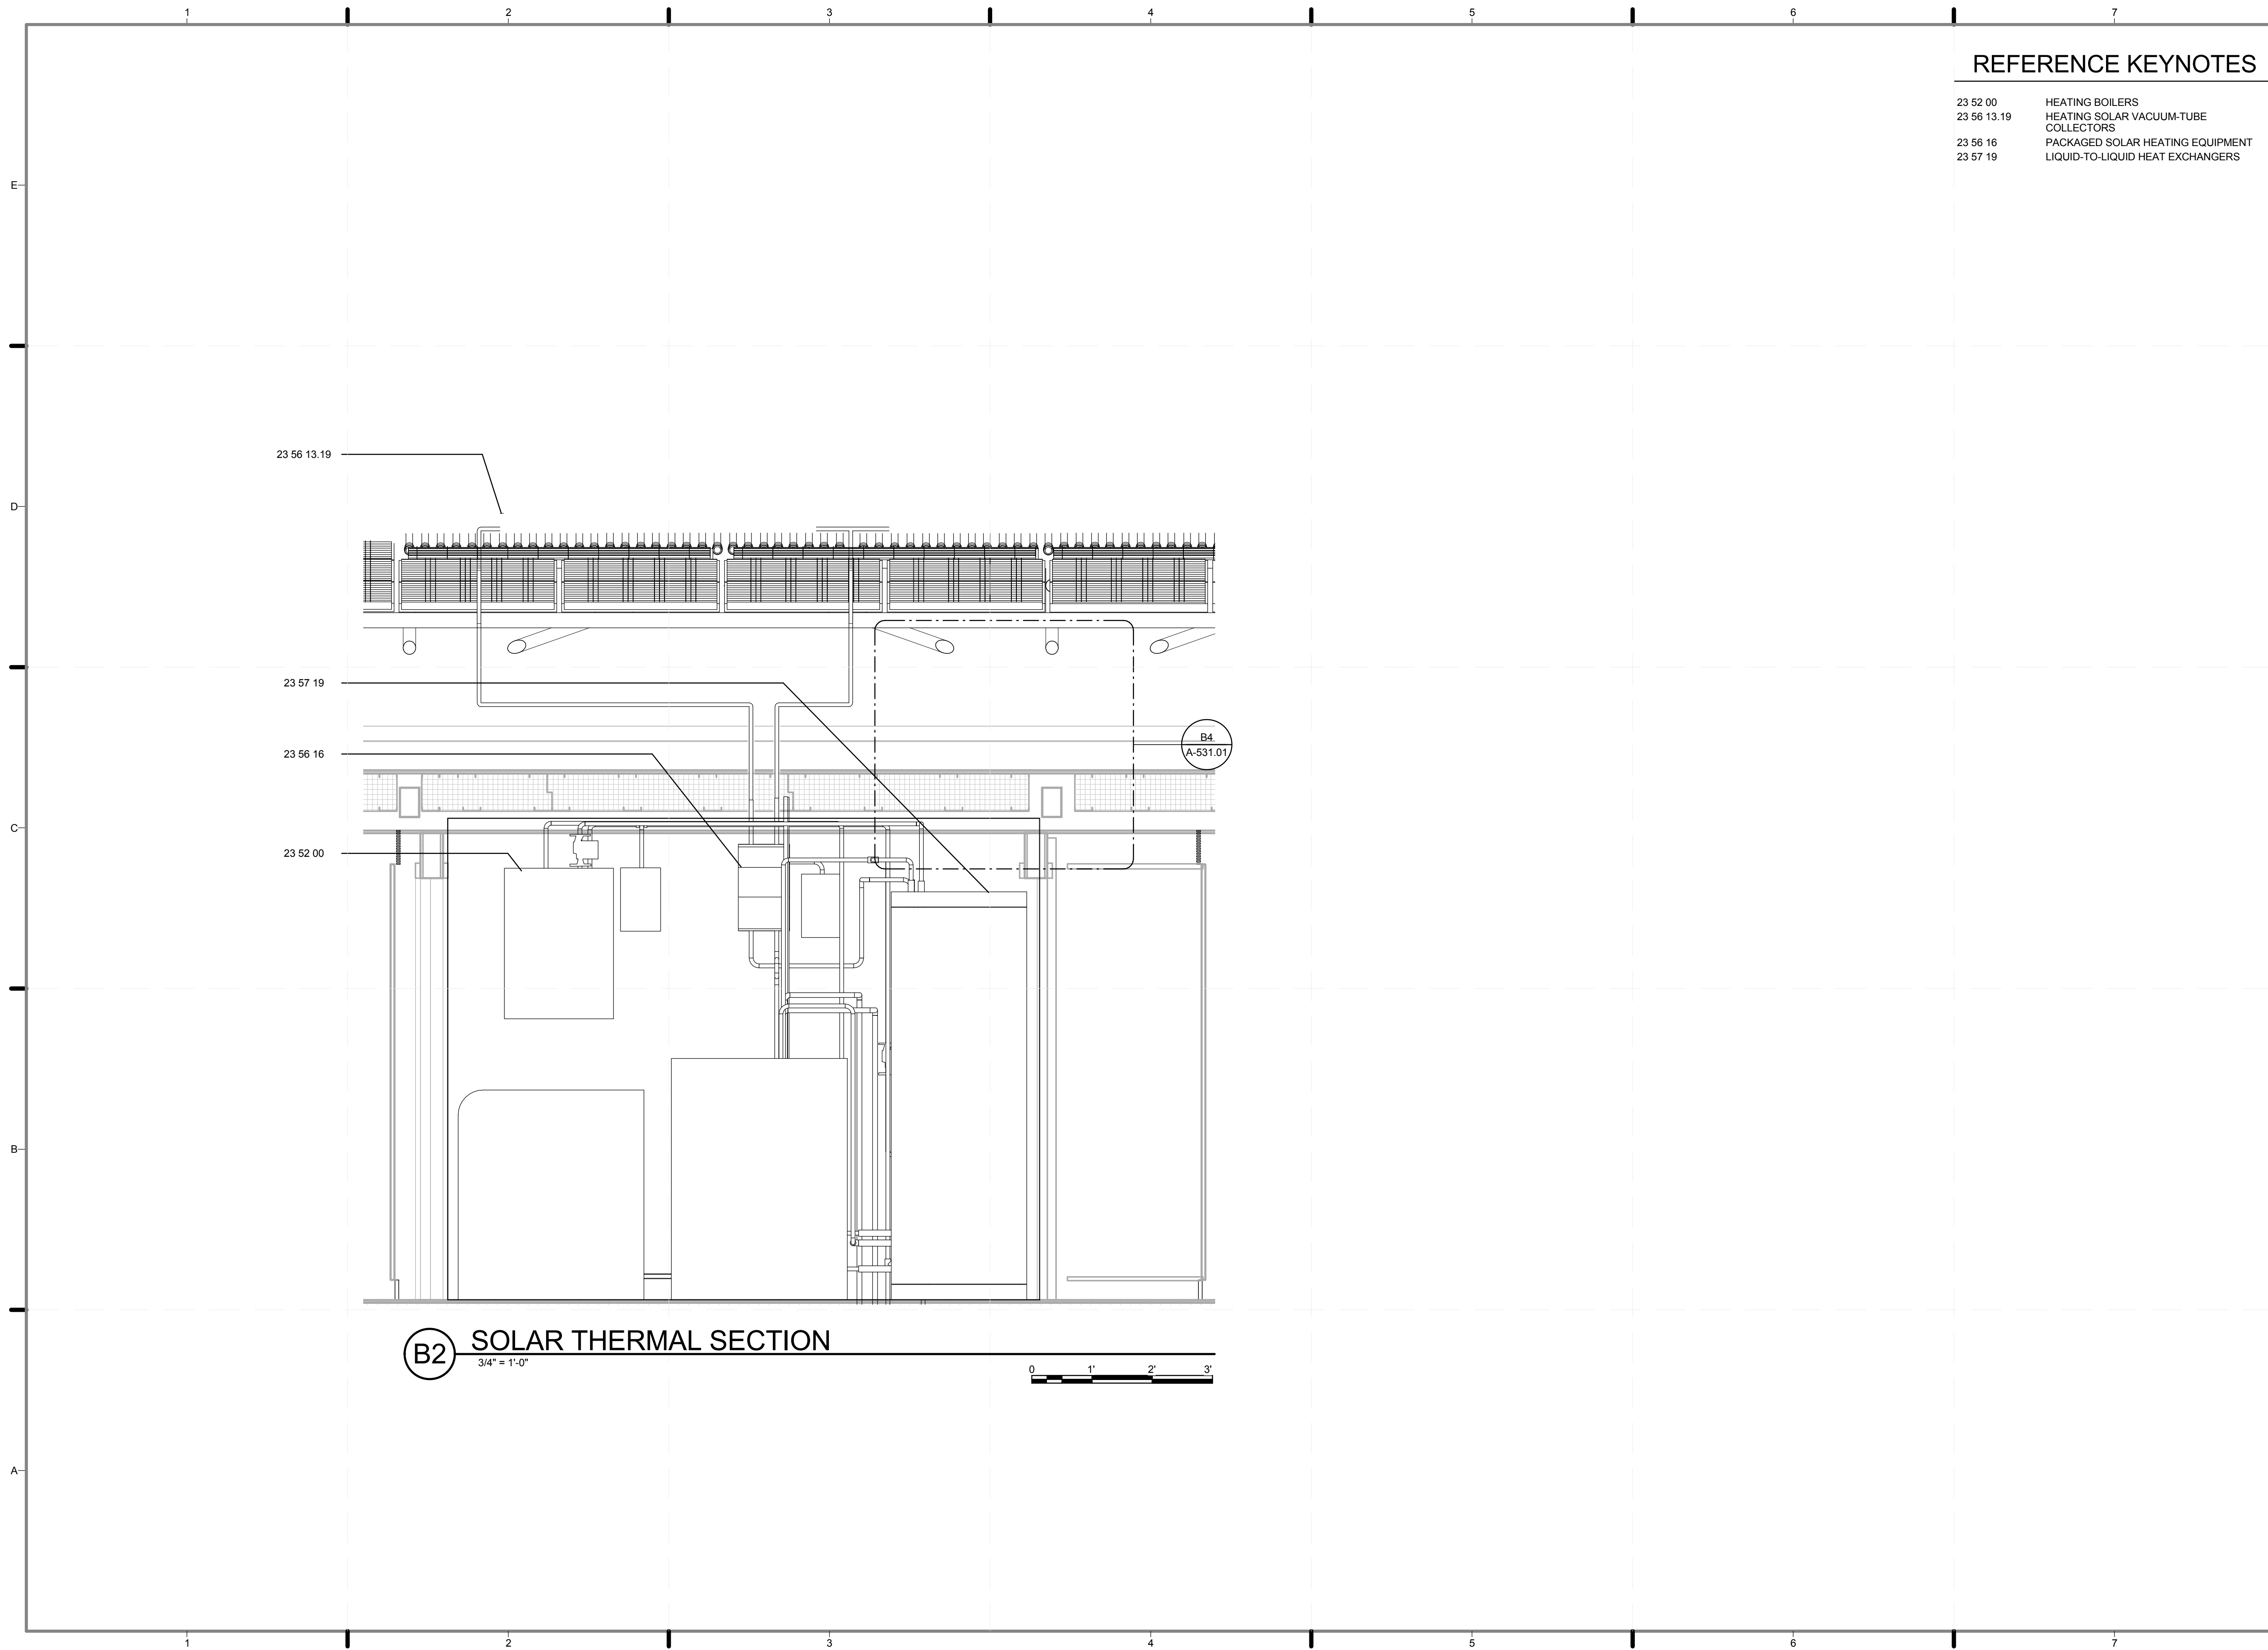 1 2 3 4 5 6 7
REFERENCE KEYNOTES
23 52 00 HEATING BOILERS
23 56 13.19 HEATING SOLAR VACUUM-TUBE
COLLECTORS
23 56 16 PACKAGED SOLAR HEATING EQUIPMENT
23 57 19 LIQUID-TO-LIQUID HEAT EXCHANGERS
E
23 56 13.19
D
23 57 19
B4
A-531.01
23 56 16
C
23 52 00
B
B2 SOLAR THERMAL SECTION
3/4" = 1'-0"
0 1' 2' 3'
A
1 2 3 4 5 6 7